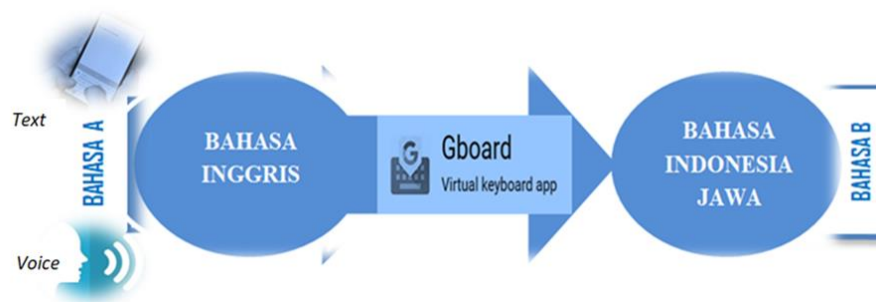 Text
Voice
BAHASA A
BAHASA
INGGRIS
Gboard
Virtual keyboard app
BAHASA
INDONESIA
JAWA
BAHASA B